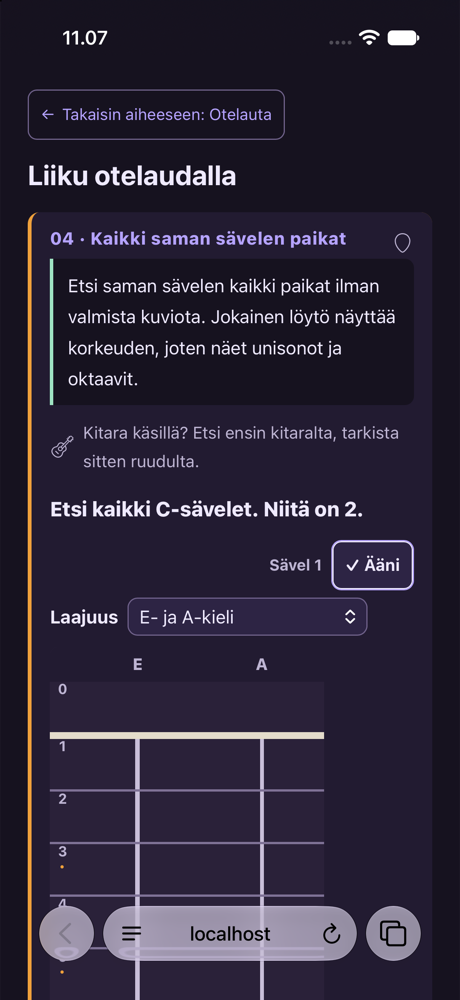 11.07
← Takaisin aiheeseen: Otelauta
Liiku otelaudalla
04 · Kaikki saman sävelen paikat
Etsi saman sävelen kaikki paikat ilman
valmista kuviota. Jokainen löytö näyttää
korkeuden, joten näet unisonot ja
oktaavit.
Kitara käsillä? Etsi ensin kitaralta, tarkista
sitten ruudulta.
Etsi kaikki C-sävelet. Niitä on 2.
Sävel 1 ✓ Ääni
Laajuus E- ja A-kieli
E A
0
1
2
3
4
localhost